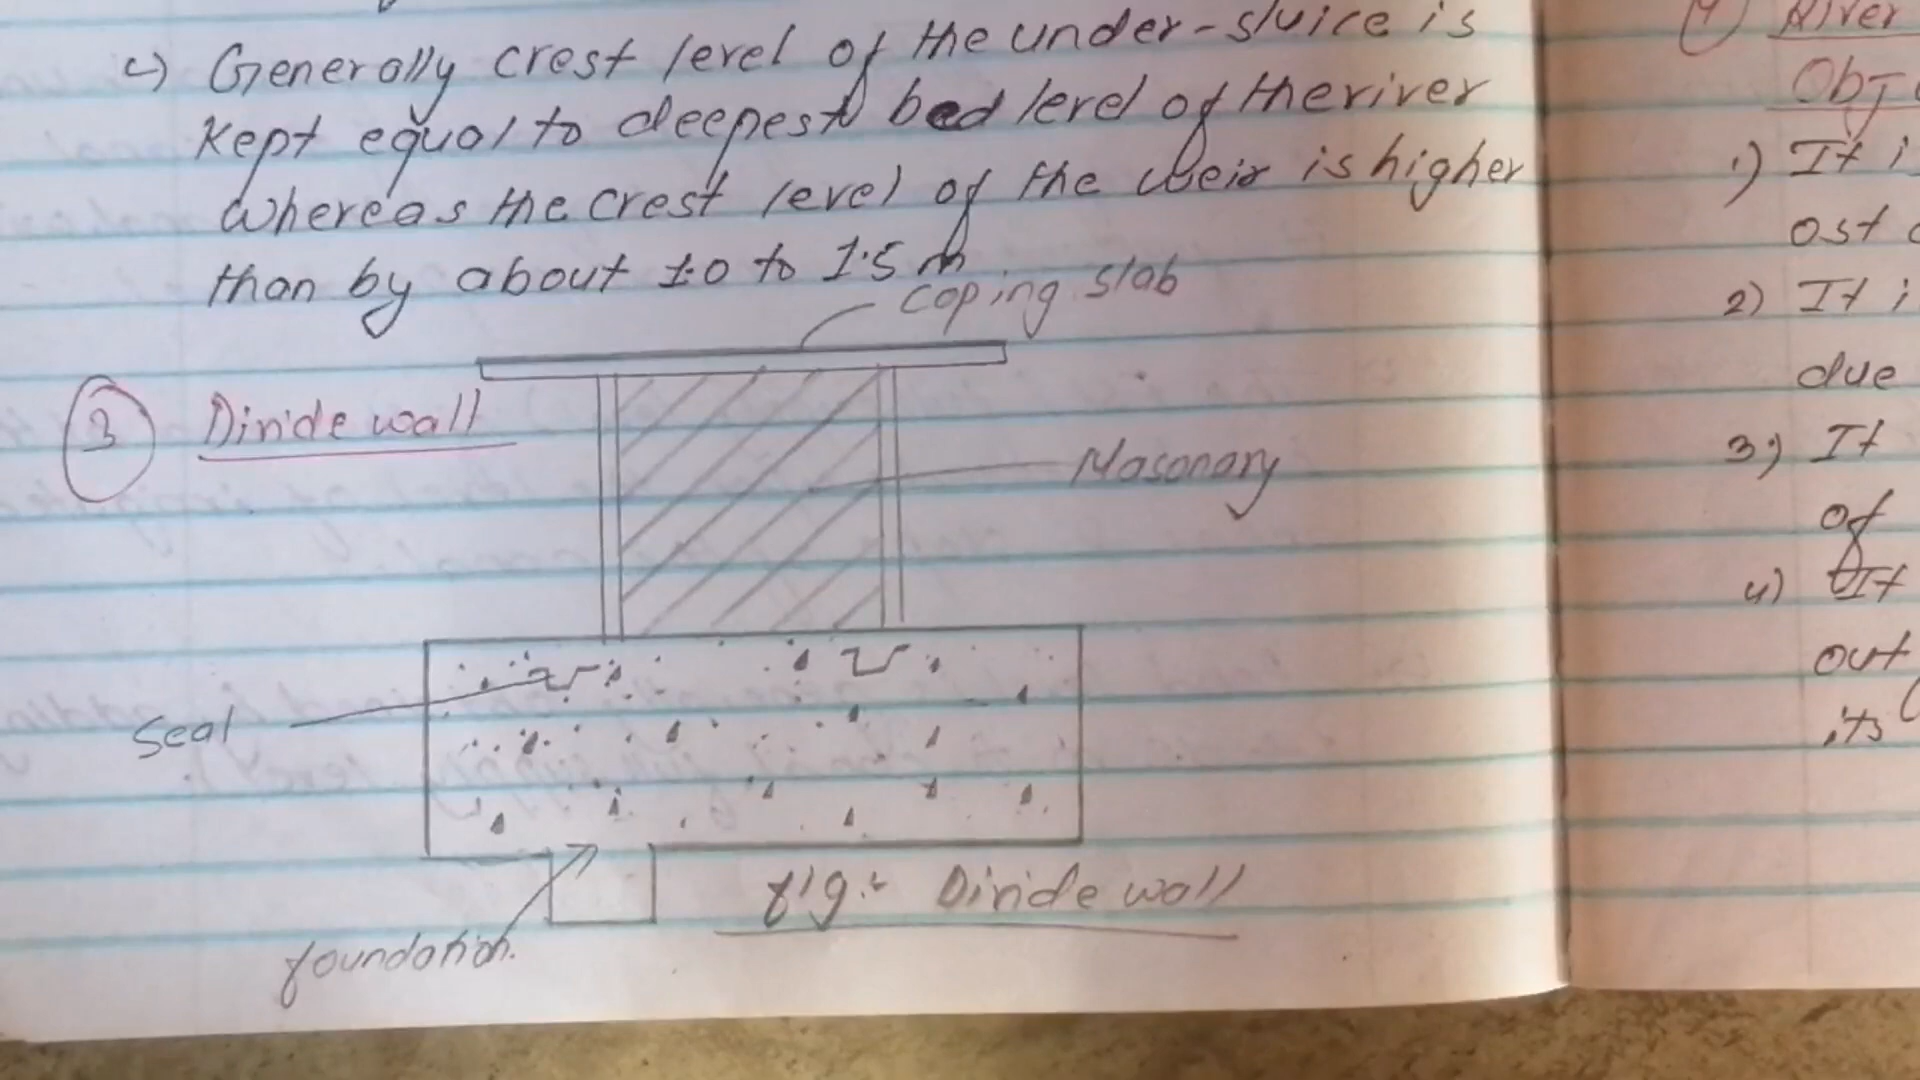 c) Generally crest level of the under-sluice is
Kept equal to deepest bed level of the river
Whereas the crest level of the weir is higher
than by about 1.0 to 1.5 m
coping slab
3 Divide wall
Masonary
Seal
fig:- Divide wall
foundation.
4) River
Obj
1) It i
ost
2) It i
due
3) It
of
4) It
out
its